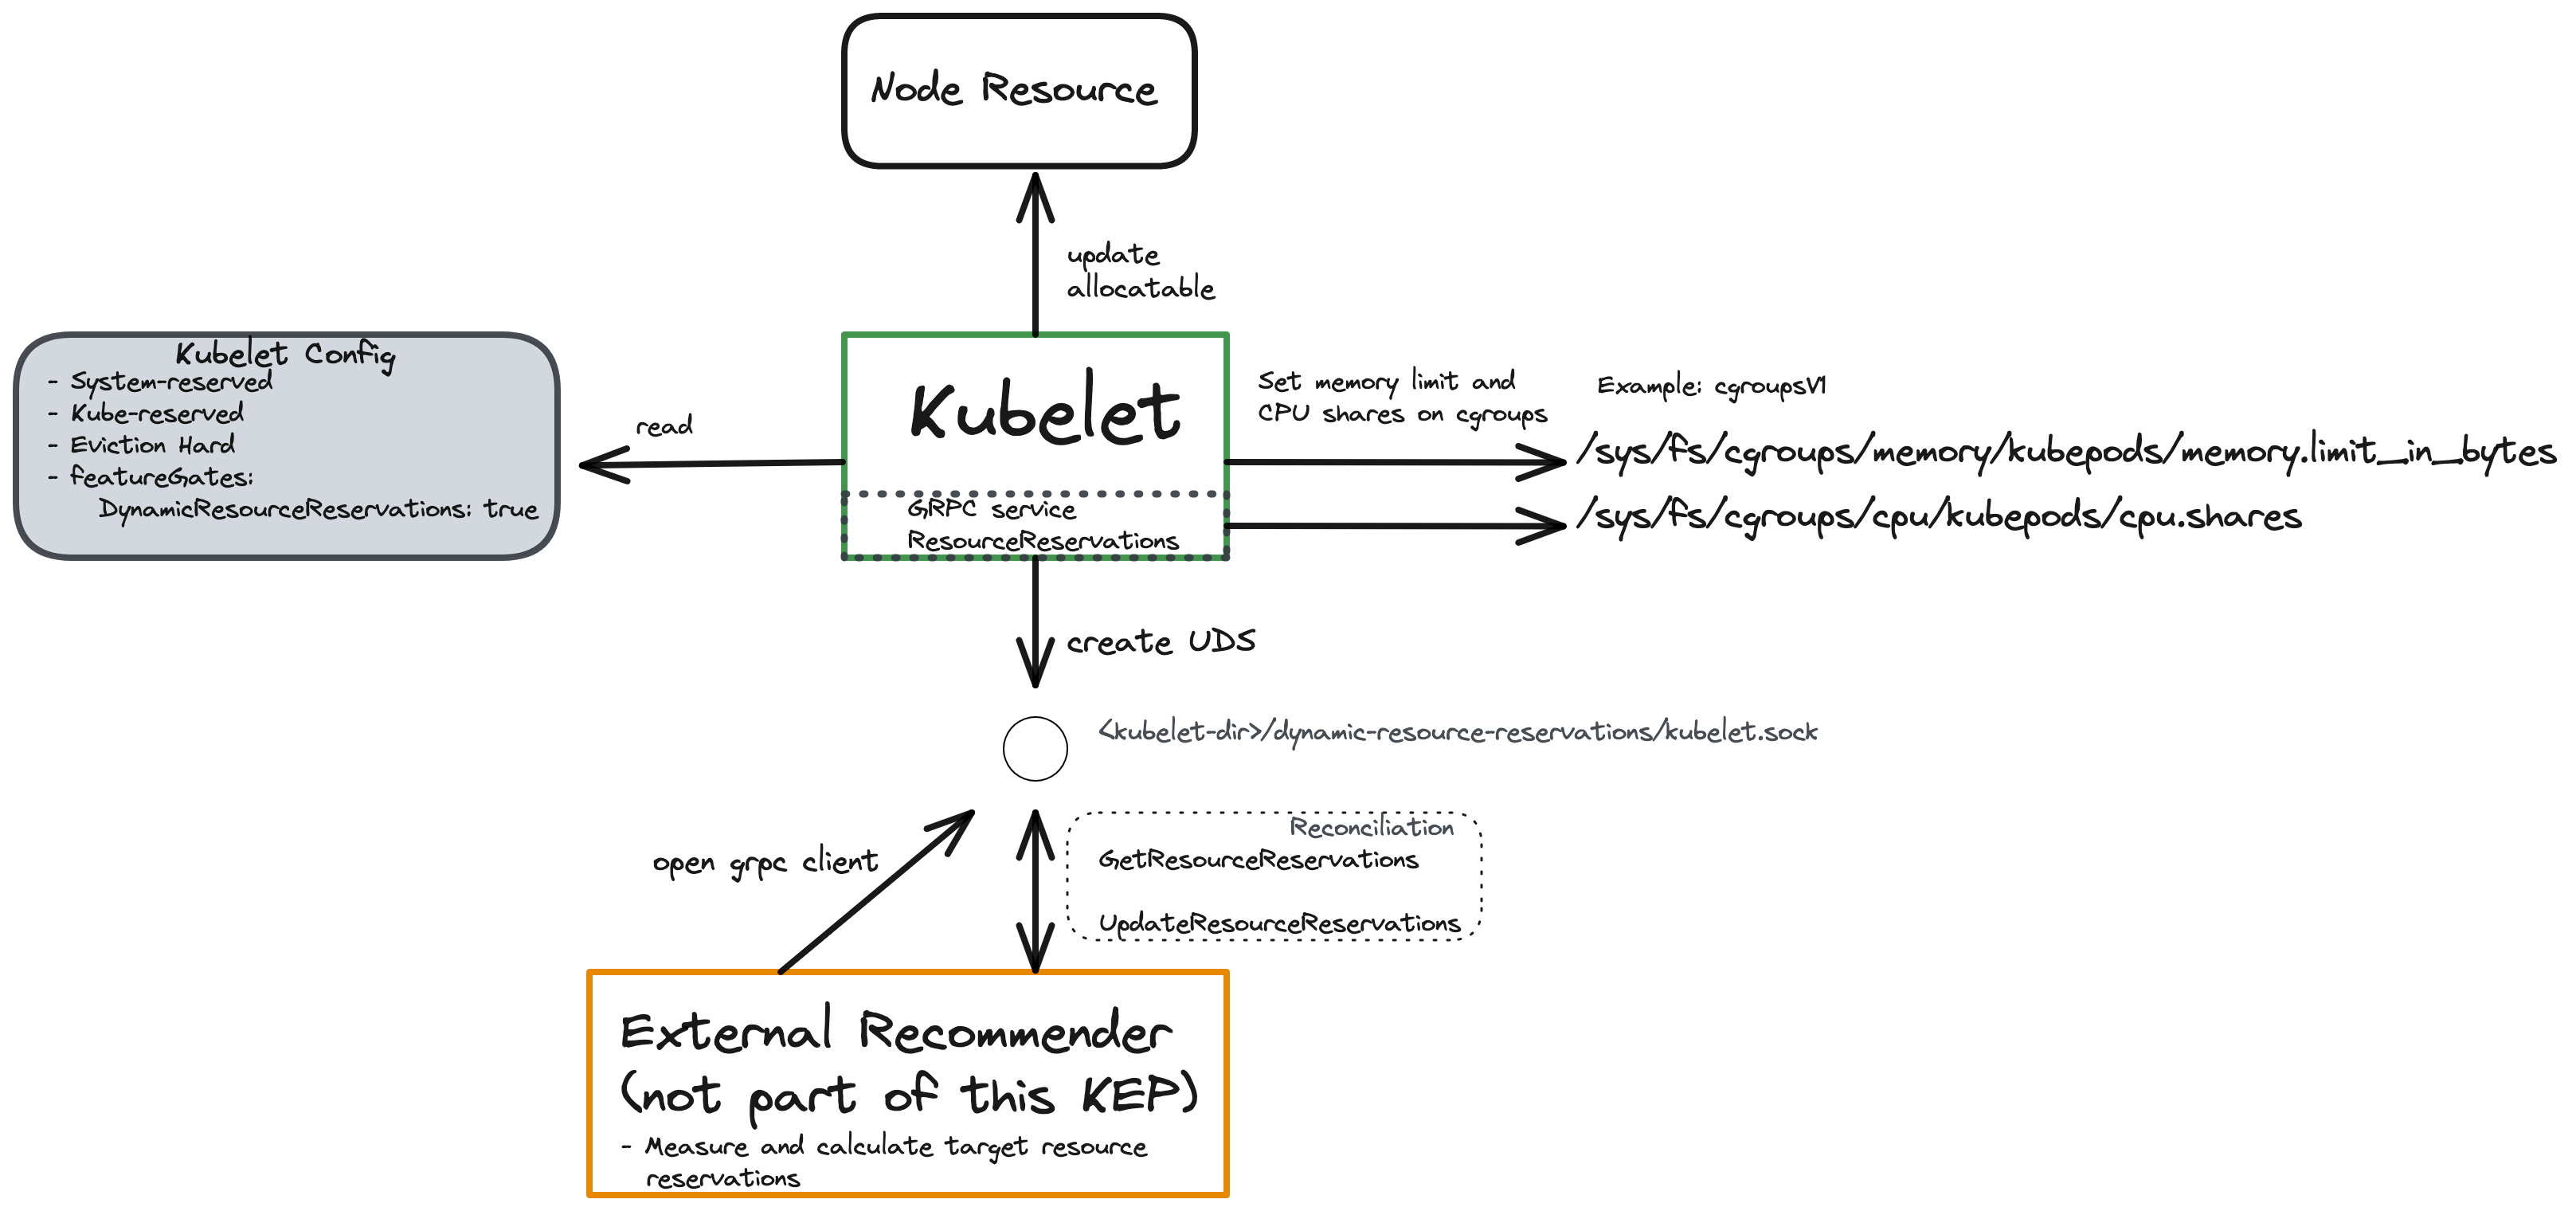 Node Resource
update
allocatable
Kubelet Config
- System-reserved
- Kube-reserved
- Eviction Hard
- featureGates:
DynamicResourceReservations: true
read
Kubelet
GRPC service
ResourceReservations
Set memory limit and
CPU shares on cgroups
Example: cgroupsV1
/sys/fs/cgroups/memory/kubepods/memory.limit_in_bytes
/sys/fs/cgroups/cpu/kubepods/cpu.shares
create UDS
<kubelet-dir>/dynamic-resource-reservations/kubelet.sock
open grpc client
Reconciliation
GetResourceReservations
UpdateResourceReservations
External Recommender
(not part of this KEP)
- Measure and calculate target resource
reservations